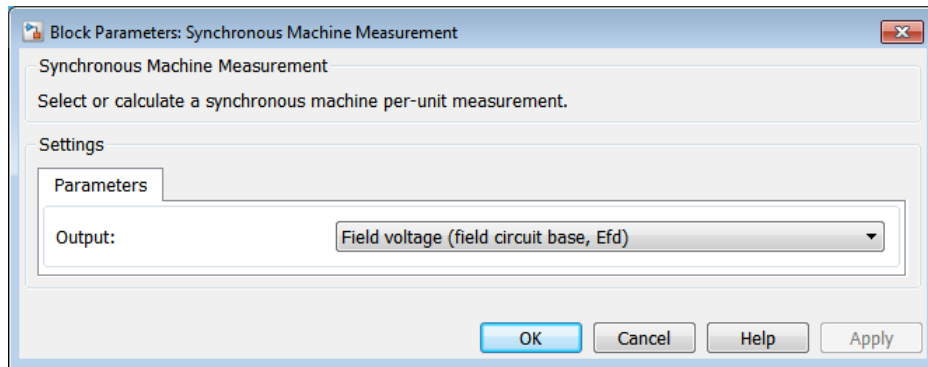 Block Parameters: Synchronous Machine Measurement
Synchronous Machine Measurement
Select or calculate a synchronous machine per-unit measurement.
Settings
Parameters
Output: Field voltage (field circuit base, Efd)
OK Cancel Help Apply